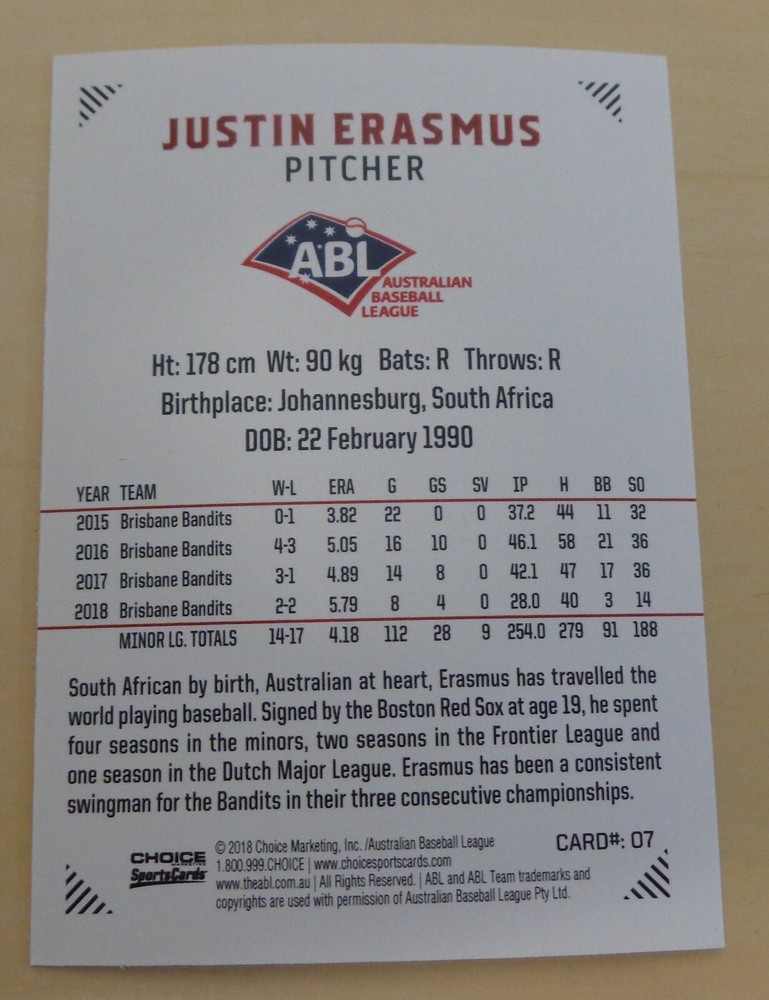 JUSTIN ERASMUS
PITCHER
ABL
AUSTRALIAN
BASEBALL
LEAGUE
Ht: 178 cm Wt: 90 kg Bats: R Throws: R
Birthplace: Johannesburg, South Africa
DOB: 22 February 1990
YEAR TEAM W-L ERA G GS SV IP H BB SO
2015 Brisbane Bandits 0-1 3.82 22 0 0 37.2 44 11 32
2016 Brisbane Bandits 4-3 5.05 16 10 0 46.1 58 21 36
2017 Brisbane Bandits 3-1 4.89 14 8 0 42.1 47 17 36
2018 Brisbane Bandits 2-2 5.79 8 4 0 28.0 40 3 14
MINOR LG. TOTALS 14-17 4.18 112 28 9 254.0 279 91 188
South African by birth, Australian at heart, Erasmus has travelled the
world playing baseball. Signed by the Boston Red Sox at age 19, he spent
four seasons in the minors, two seasons in the Frontier League and
one season in the Dutch Major League. Erasmus has been a consistent
swingman for the Bandits in their three consecutive championships.
CHOICE
SportsCards
© 2018 Choice Marketing, Inc. /Australian Baseball League
1.800.999.CHOICE | www.choicesportscards.com
www.theabl.com.au | All Rights Reserved. | ABL and ABL Team trademarks and
copyrights are used with permission of Australian Baseball League Pty Ltd.
CARD#: 07